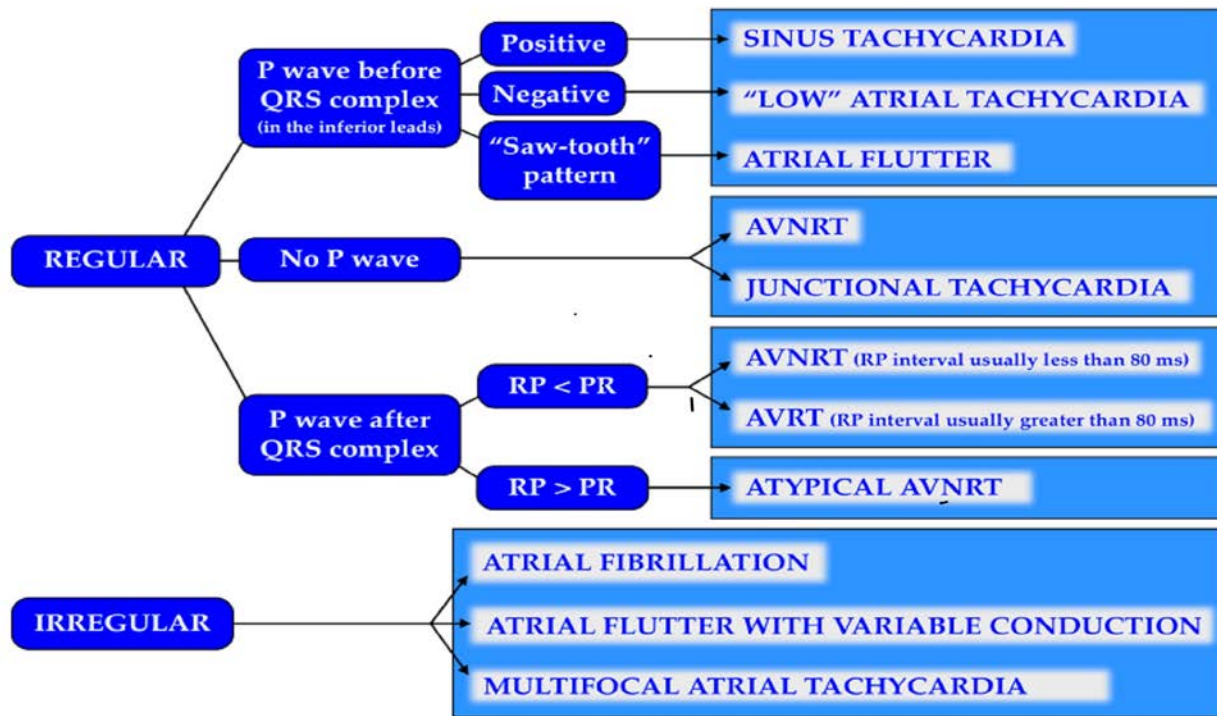 REGULAR
P wave before
QRS complex
(in the inferior leads)
Positive
SINUS TACHYCARDIA
Negative
“LOW” ATRIAL TACHYCARDIA
“Saw-tooth”
pattern
ATRIAL FLUTTER
No P wave
AVNRT
JUNCTIONAL TACHYCARDIA
P wave after
QRS complex
RP < PR
AVNRT (RP interval usually less than 80 ms)
AVRT (RP interval usually greater than 80 ms)
RP > PR
ATYPICAL AVNRT
IRREGULAR
ATRIAL FIBRILLATION
ATRIAL FLUTTER WITH VARIABLE CONDUCTION
MULTIFOCAL ATRIAL TACHYCARDIA